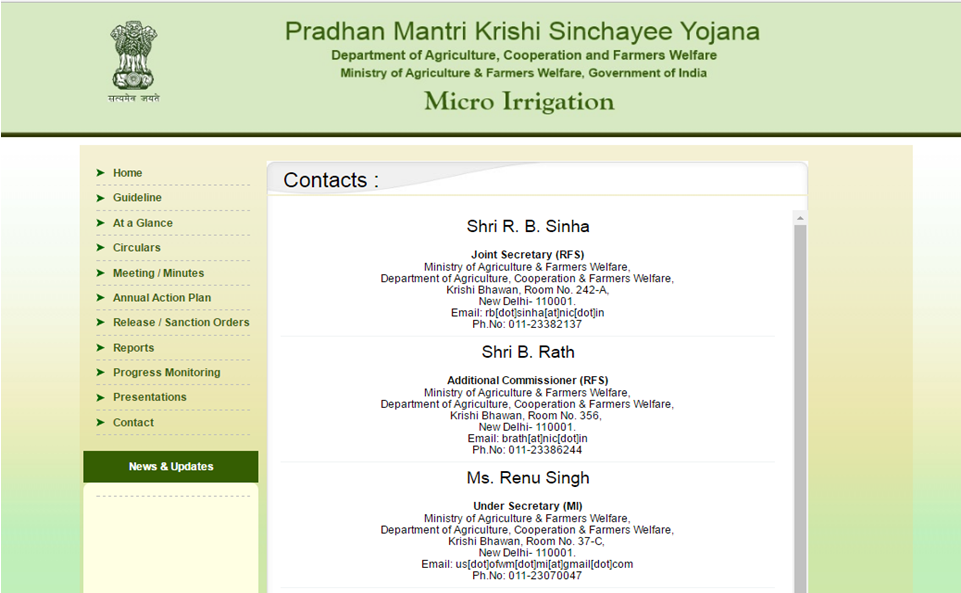 Pradhan Mantri Krishi Sinchayee Yojana
Department of Agriculture, Cooperation and Farmers Welfare
Ministry of Agriculture & Farmers Welfare, Government of India
Micro Irrigation
सत्यमेव जयते
Home
Guideline
At a Glance
Circulars
Meeting / Minutes
Annual Action Plan
Release / Sanction Orders
Reports
Progress Monitoring
Presentations
Contact
News & Updates
Contacts :
Shri R. B. Sinha
Joint Secretary (RFS)
Ministry of Agriculture & Farmers Welfare,
Department of Agriculture, Cooperation & Farmers Welfare,
Krishi Bhawan, Room No. 242-A,
New Delhi- 110001.
Email: rb[dot]sinha[at]nic[dot]in
Ph.No: 011-23382137
Shri B. Rath
Additional Commissioner (RFS)
Ministry of Agriculture & Farmers Welfare,
Department of Agriculture, Cooperation & Farmers Welfare,
Krishi Bhawan, Room No. 356,
New Delhi- 110001.
Email: brath[at]nic[dot]in
Ph.No: 011-23386244
Ms. Renu Singh
Under Secretary (MI)
Ministry of Agriculture & Farmers Welfare,
Department of Agriculture, Cooperation & Farmers Welfare,
Krishi Bhawan, Room No. 37-C,
New Delhi- 110001.
Email: us[dot]ofwm[dot]mi[at]gmail[dot]com
Ph.No: 011-23070047